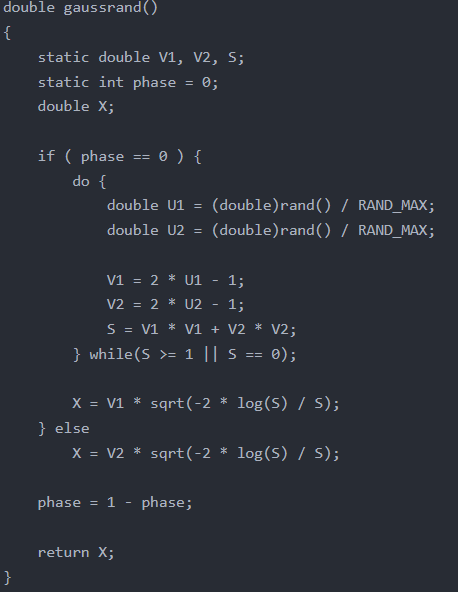 double gaussrand()
{
    static double V1, V2, S;
    static int phase = 0;
    double X;

    if ( phase == 0 ) {
        do {
            double U1 = (double)rand() / RAND_MAX;
            double U2 = (double)rand() / RAND_MAX;

            V1 = 2 * U1 - 1;
            V2 = 2 * U2 - 1;
            S = V1 * V1 + V2 * V2;
        } while(S >= 1 || S == 0);

        X = V1 * sqrt(-2 * log(S) / S);
    } else
        X = V2 * sqrt(-2 * log(S) / S);

    phase = 1 - phase;

    return X;
}